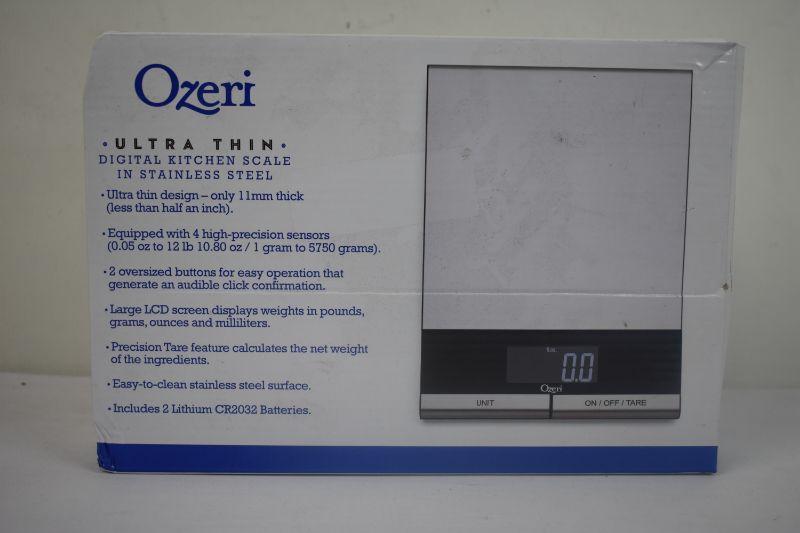 Ozeri
• ULTRA THIN •
DIGITAL KITCHEN SCALE
IN STAINLESS STEEL
• Ultra thin design – only 11mm thick
(less than half an inch).
• Equipped with 4 high-precision sensors
(0.05 oz to 12 lb 10.80 oz / 1 gram to 5750 grams).
• 2 oversized buttons for easy operation that
generate an audible click confirmation.
• Large LCD screen displays weights in pounds,
grams, ounces and milliliters.
• Precision Tare feature calculates the net weight
of the ingredients.
• Easy-to-clean stainless steel surface.
• Includes 2 Lithium CR2032 Batteries.
0.0
Ozeri
UNIT
ON / OFF / TARE